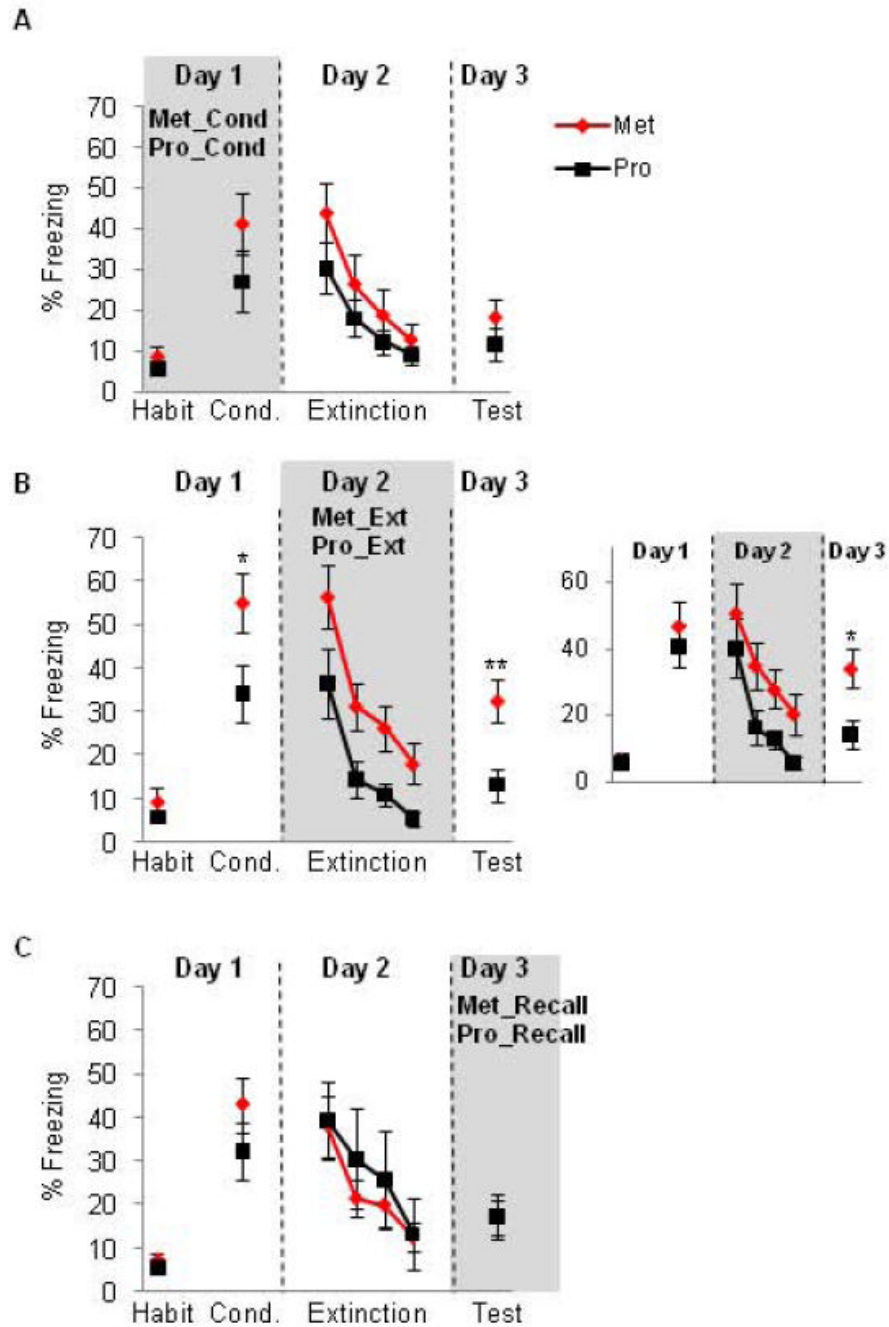 A
Day 1 Day 2 Day 3
Met_Cond
Pro_Cond
Met
Pro
% Freezing
70
60
50
40
30
20
10
0
Habit Cond. Extinction Test
B
Day 1 Day 2 Day 3
Met_Ext
Pro_Ext
% Freezing
70
60
50
40
30
20
10
0
*
**
Habit Cond. Extinction Test
Day 1 Day 2 Day 3
60
40
20
0
*
C
Day 1 Day 2 Day 3
Met_Recall
Pro_Recall
% Freezing
70
60
50
40
30
20
10
0
Habit Cond. Extinction Test